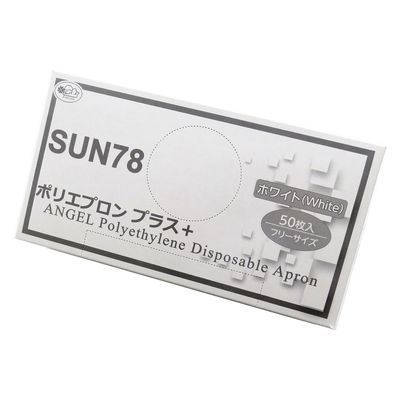 SUN78
ホワイト(White)
50枚入
フリーサイズ
ポリエプロン プラス+
ANGEL Polyethylene Disposable Apron